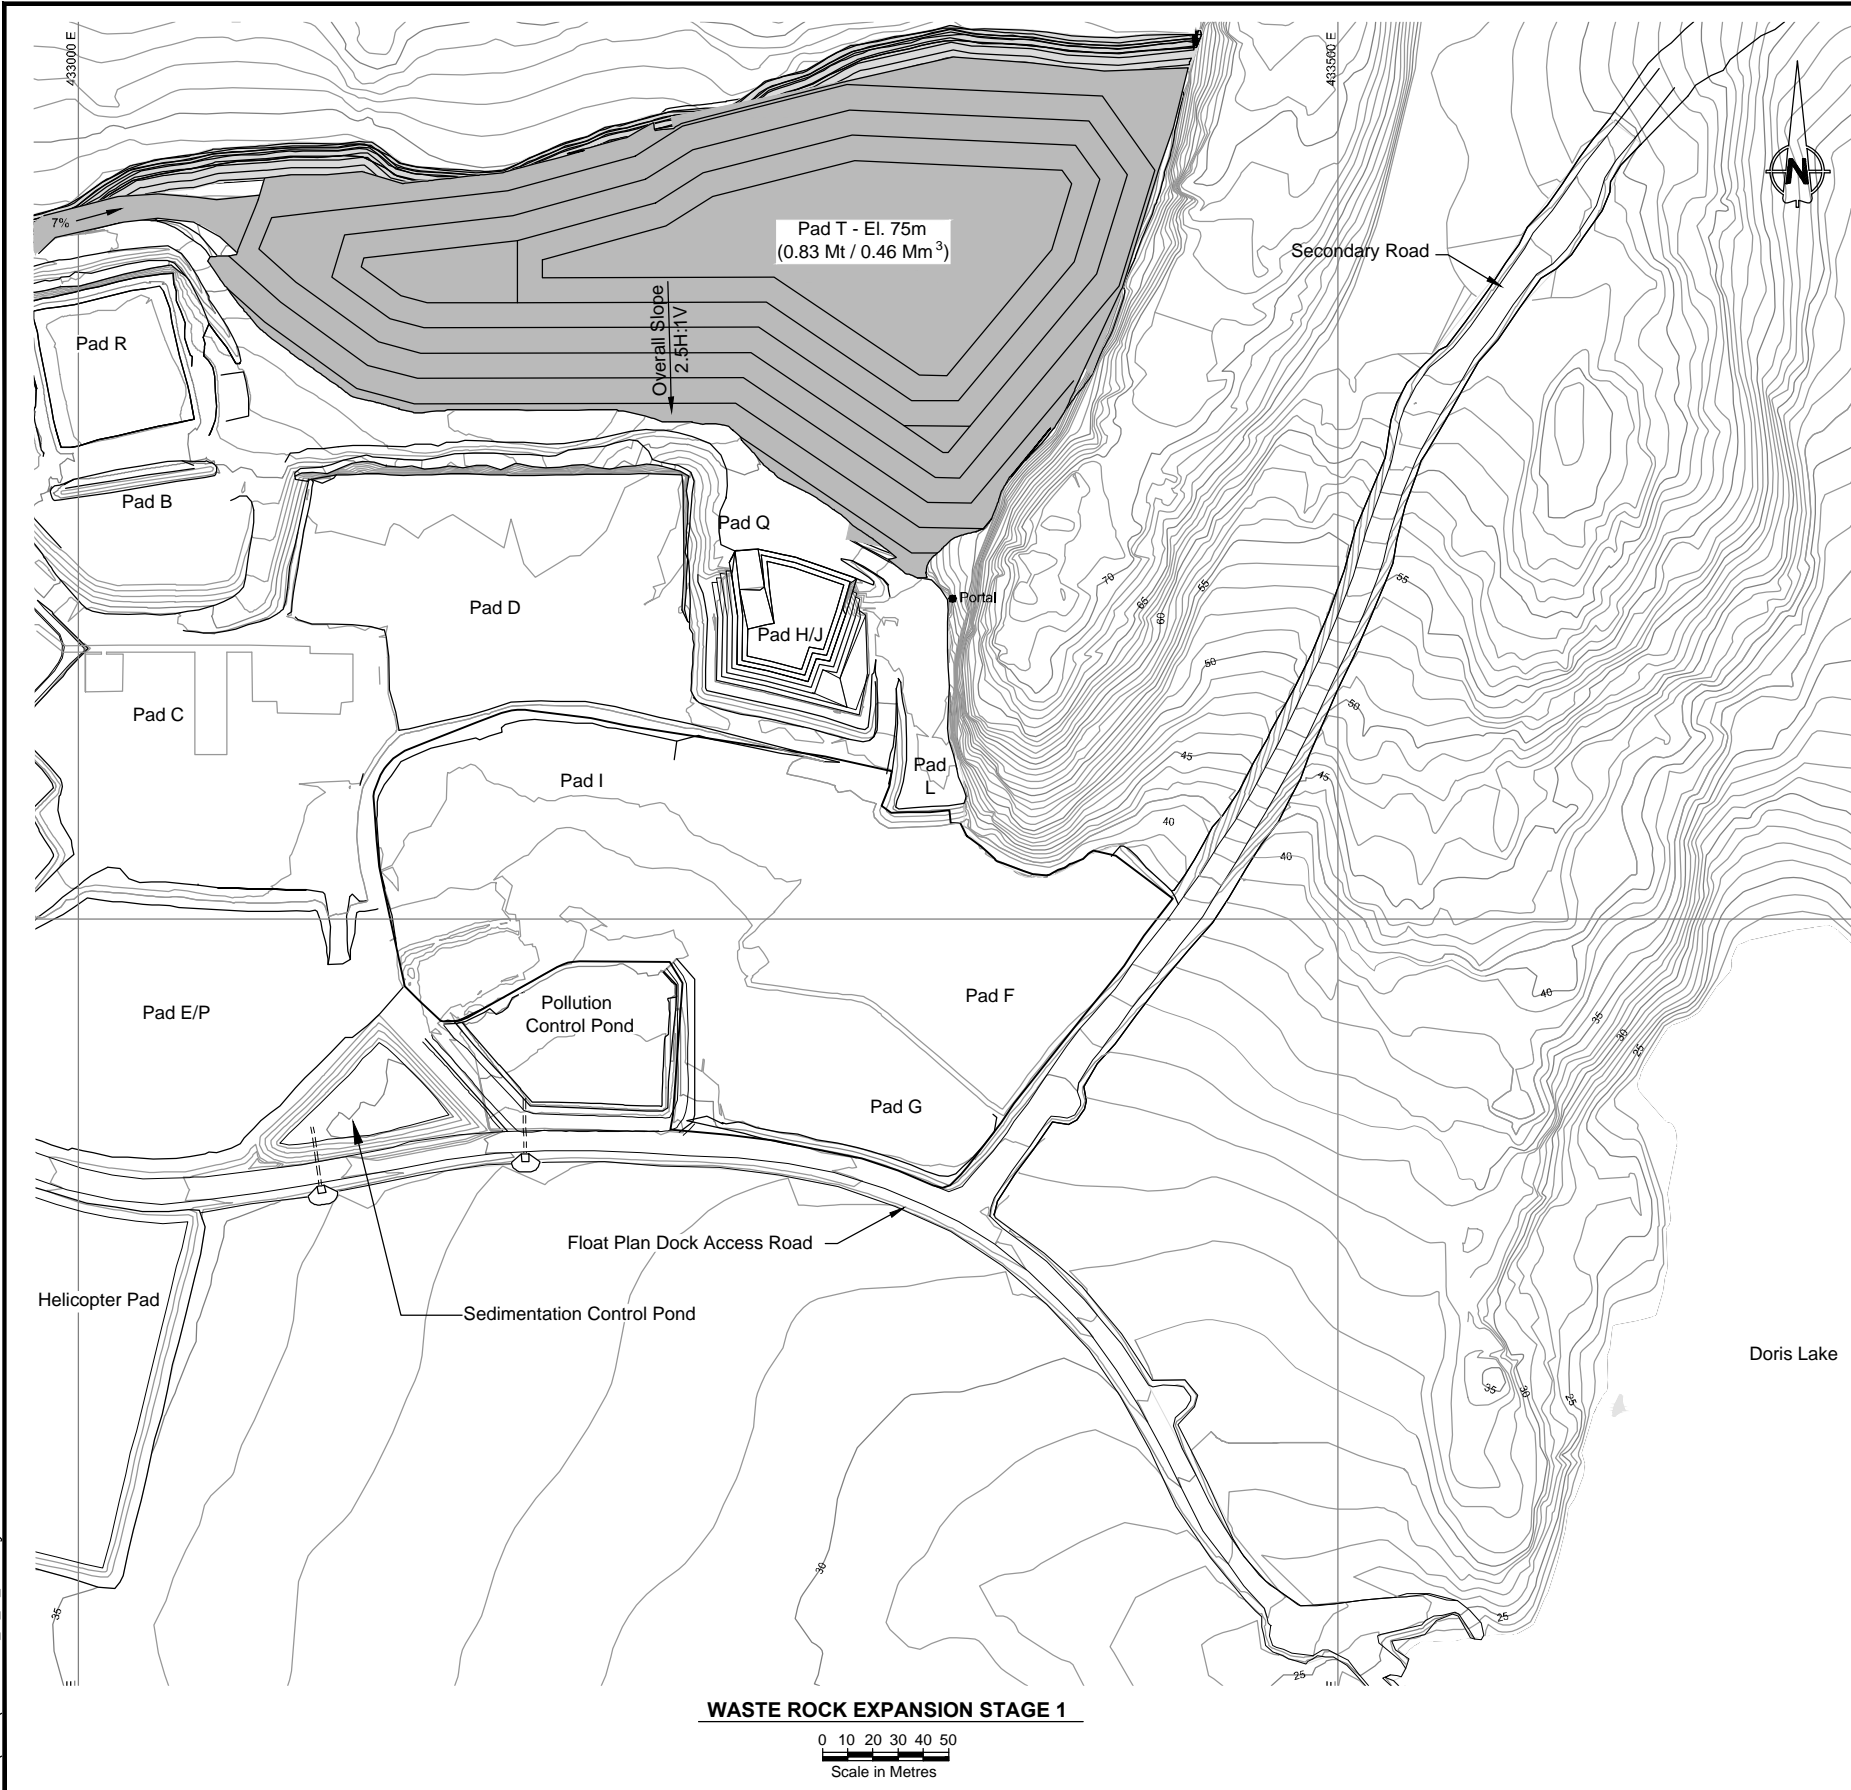 433000 E
433500 E
N
7%
Pad T - El. 75m
(0.83 Mt / 0.46 Mm³)
Secondary Road
Overall Slope
2.5H:1V
Pad R
Pad B
Pad Q
Pad D
Portal
Pad H/J
70
65
60
55
55
50
50
Pad C
Pad I
Pad
L
45
45
40
40
Pad E/P
Pollution
Control Pond
Pad F
40
35
30
25
Pad G
Float Plan Dock Access Road
Helicopter Pad
Sedimentation Control Pond
Doris Lake
35
30
25
30
35
25
25
WASTE ROCK EXPANSION STAGE 1
0 10 20 30 40 50
Scale in Metres